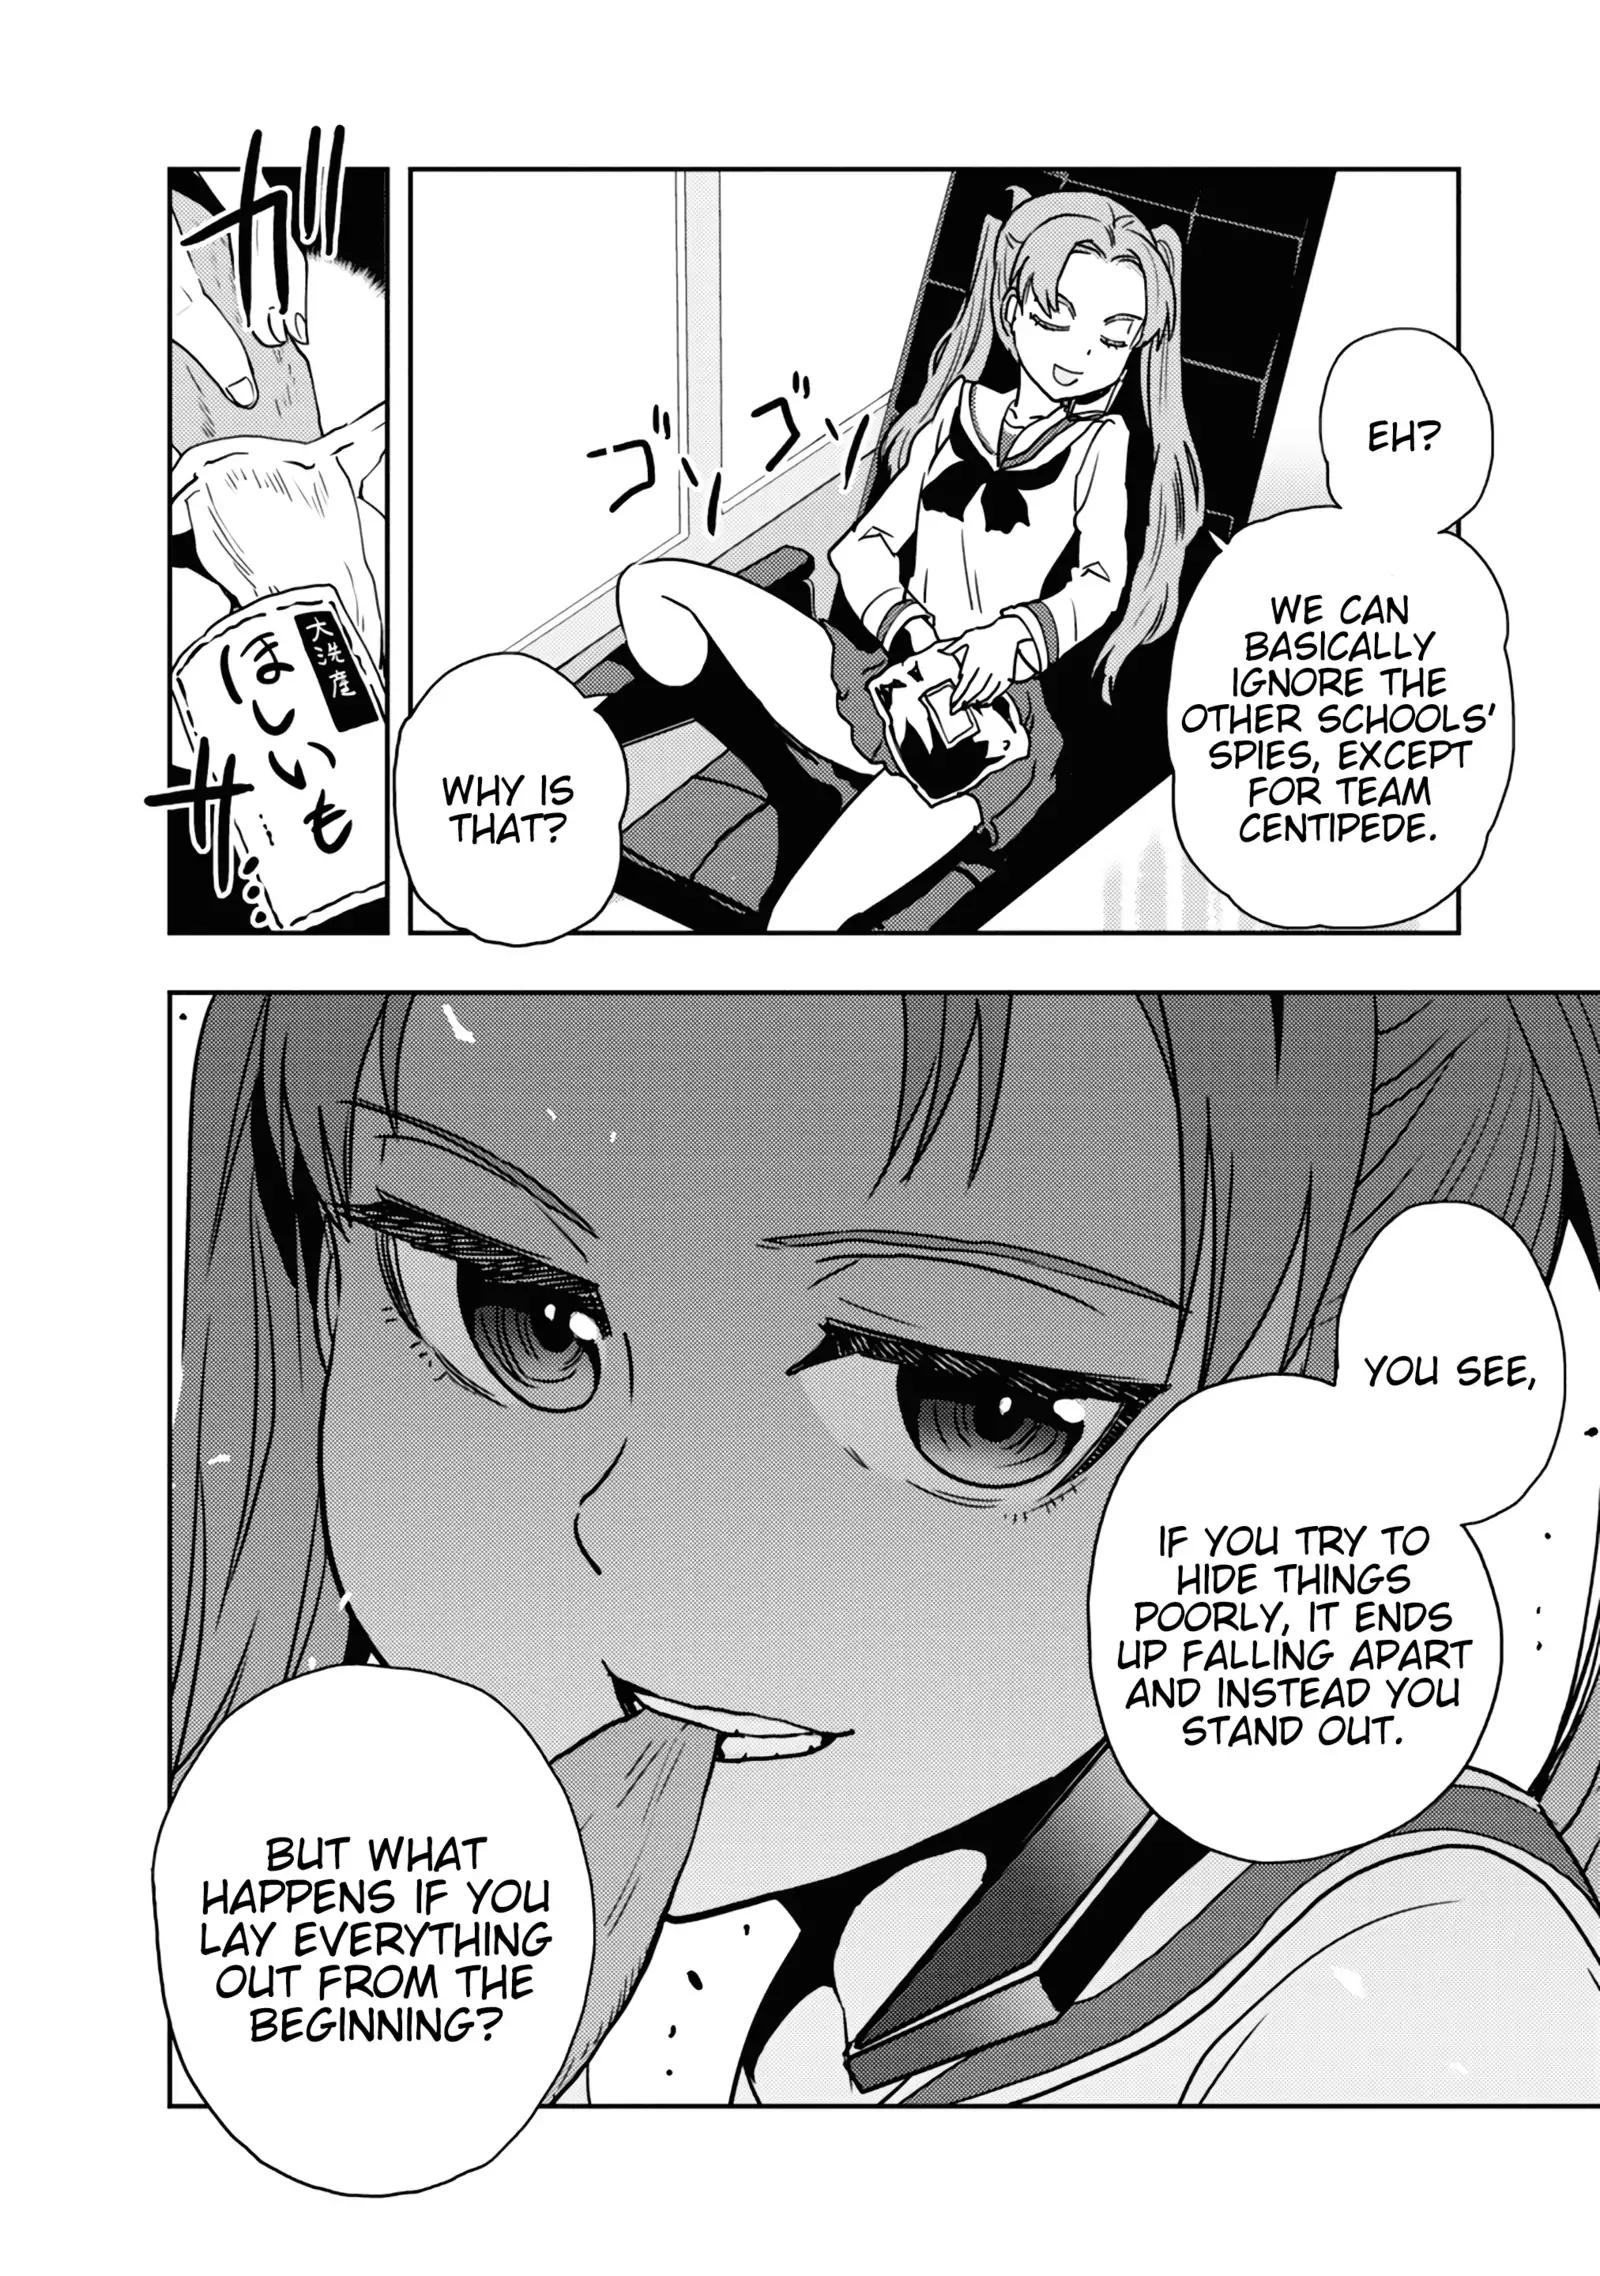 EH?
WE CAN
BASICALLY
IGNORE THE
OTHER SCHOOLS'
SPIES, EXCEPT
FOR TEAM
CENTIPEDE.
ゴソ
ゴソ
WHY IS
THAT?
ガサ
大洗産
ほしいも
YOU SEE,
IF YOU TRY TO
HIDE THINGS
POORLY, IT ENDS
UP FALLING APART
AND INSTEAD YOU
STAND OUT.
BUT WHAT
HAPPENS IF YOU
LAY EVERYTHING
OUT FROM THE
BEGINNING?